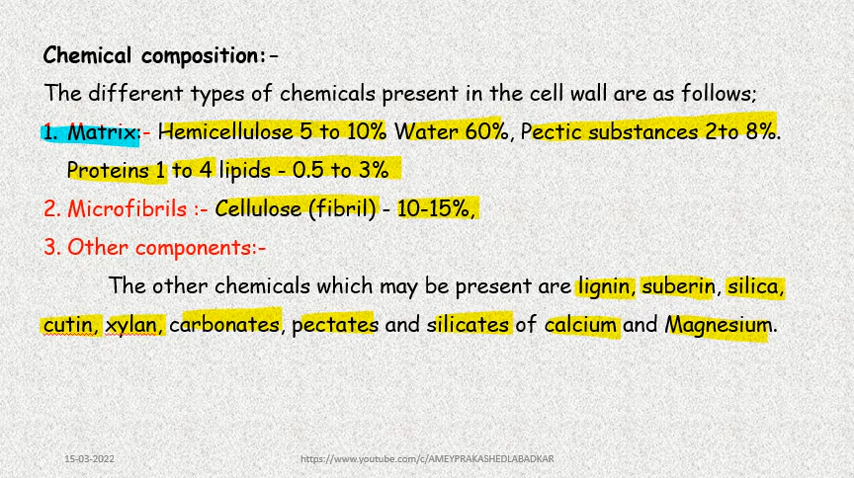 Chemical composition:-
The different types of chemicals present in the cell wall are as follows;
1. Matrix:- Hemicellulose 5 to 10% Water 60%, Pectic substances 2to 8%.
Proteins 1 to 4 lipids - 0.5 to 3%
2. Microfibrils :- Cellulose (fibril) - 10-15%,
3. Other components:-
The other chemicals which may be present are lignin, suberin, silica,
cutin, xylan, carbonates, pectates and silicates of calcium and Magnesium.
15-03-2022 https://www.youtube.com/c/AMEYPRAKASHEDLABADKAR